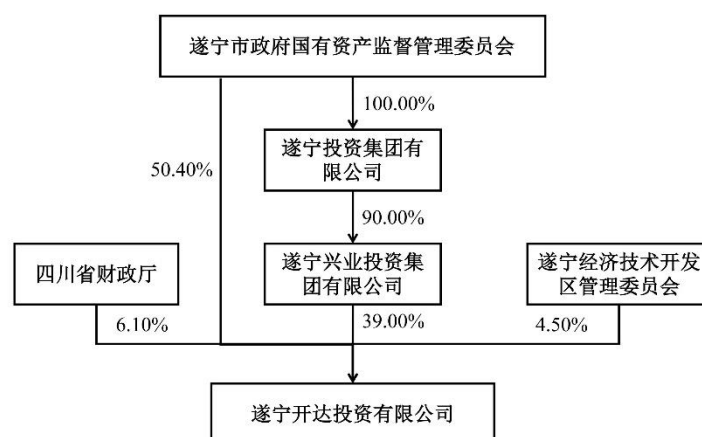 遂宁市政府国有资产监督管理委员会
100.00%
50.40%
遂宁投资集团有
限公司
90.00%
四川省财政厅
遂宁兴业投资集
团有限公司
遂宁经济技术开发
区管理委员会
6.10%
39.00%
4.50%
遂宁开达投资有限公司